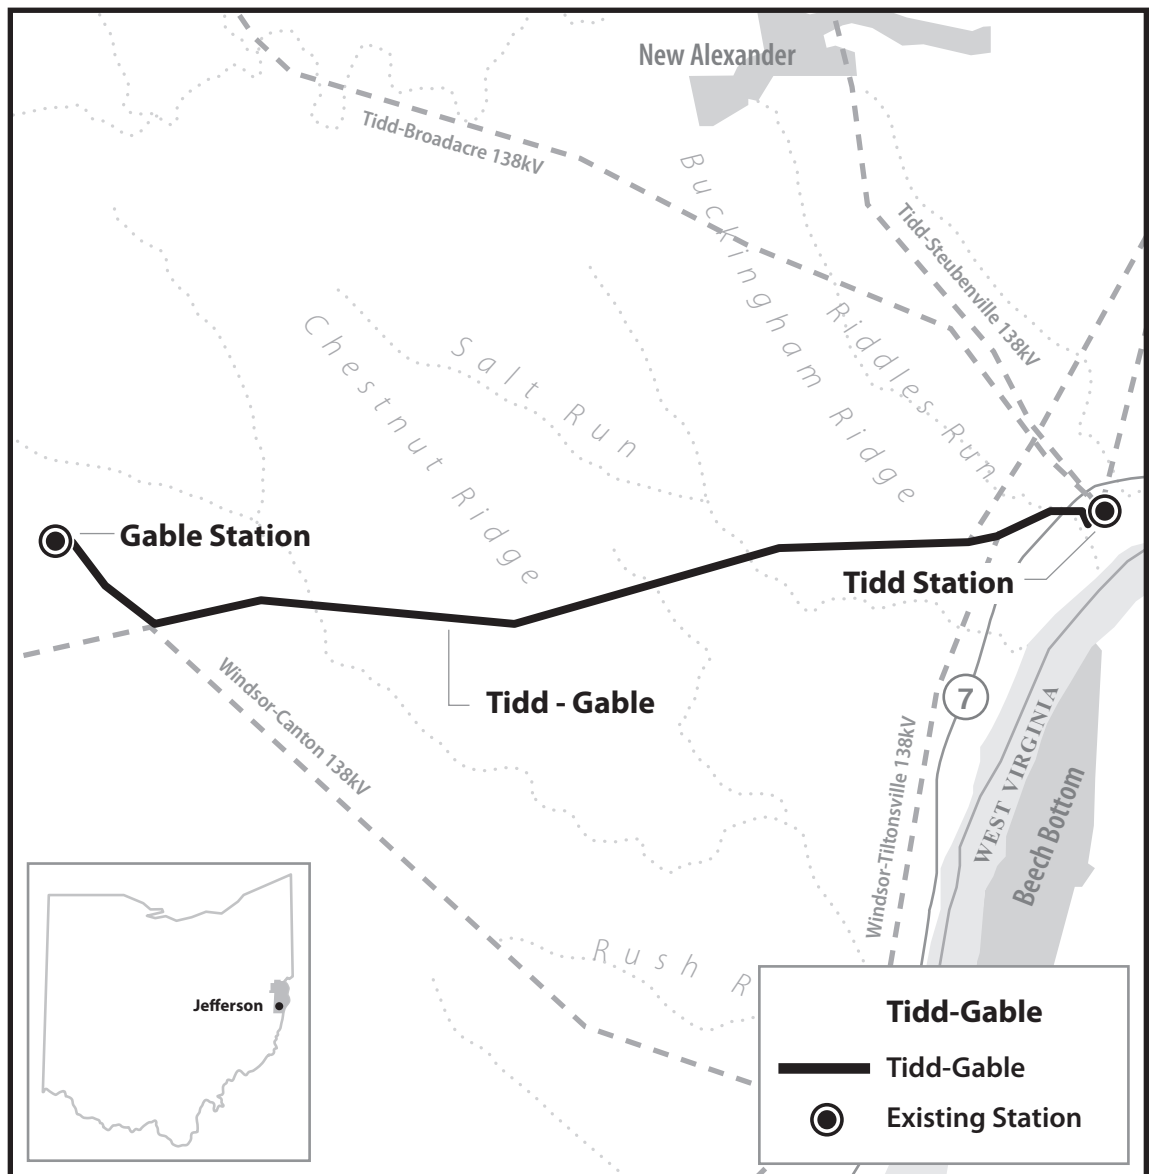 New Alexander
Tidd-Broadacre 138kV
Buckingham Ridge
Tidd-Steubenville 138kV
Riddles Run
Salt Run
Chestnut Ridge
Gable Station
Tidd Station
Tidd - Gable
Windsor-Canton 138kV
7
Windsor-Tiltonsville 138kV
WEST VIRGINIA
Beech Bottom
Rush R
Jefferson
Tidd-Gable
Tidd-Gable
Existing Station